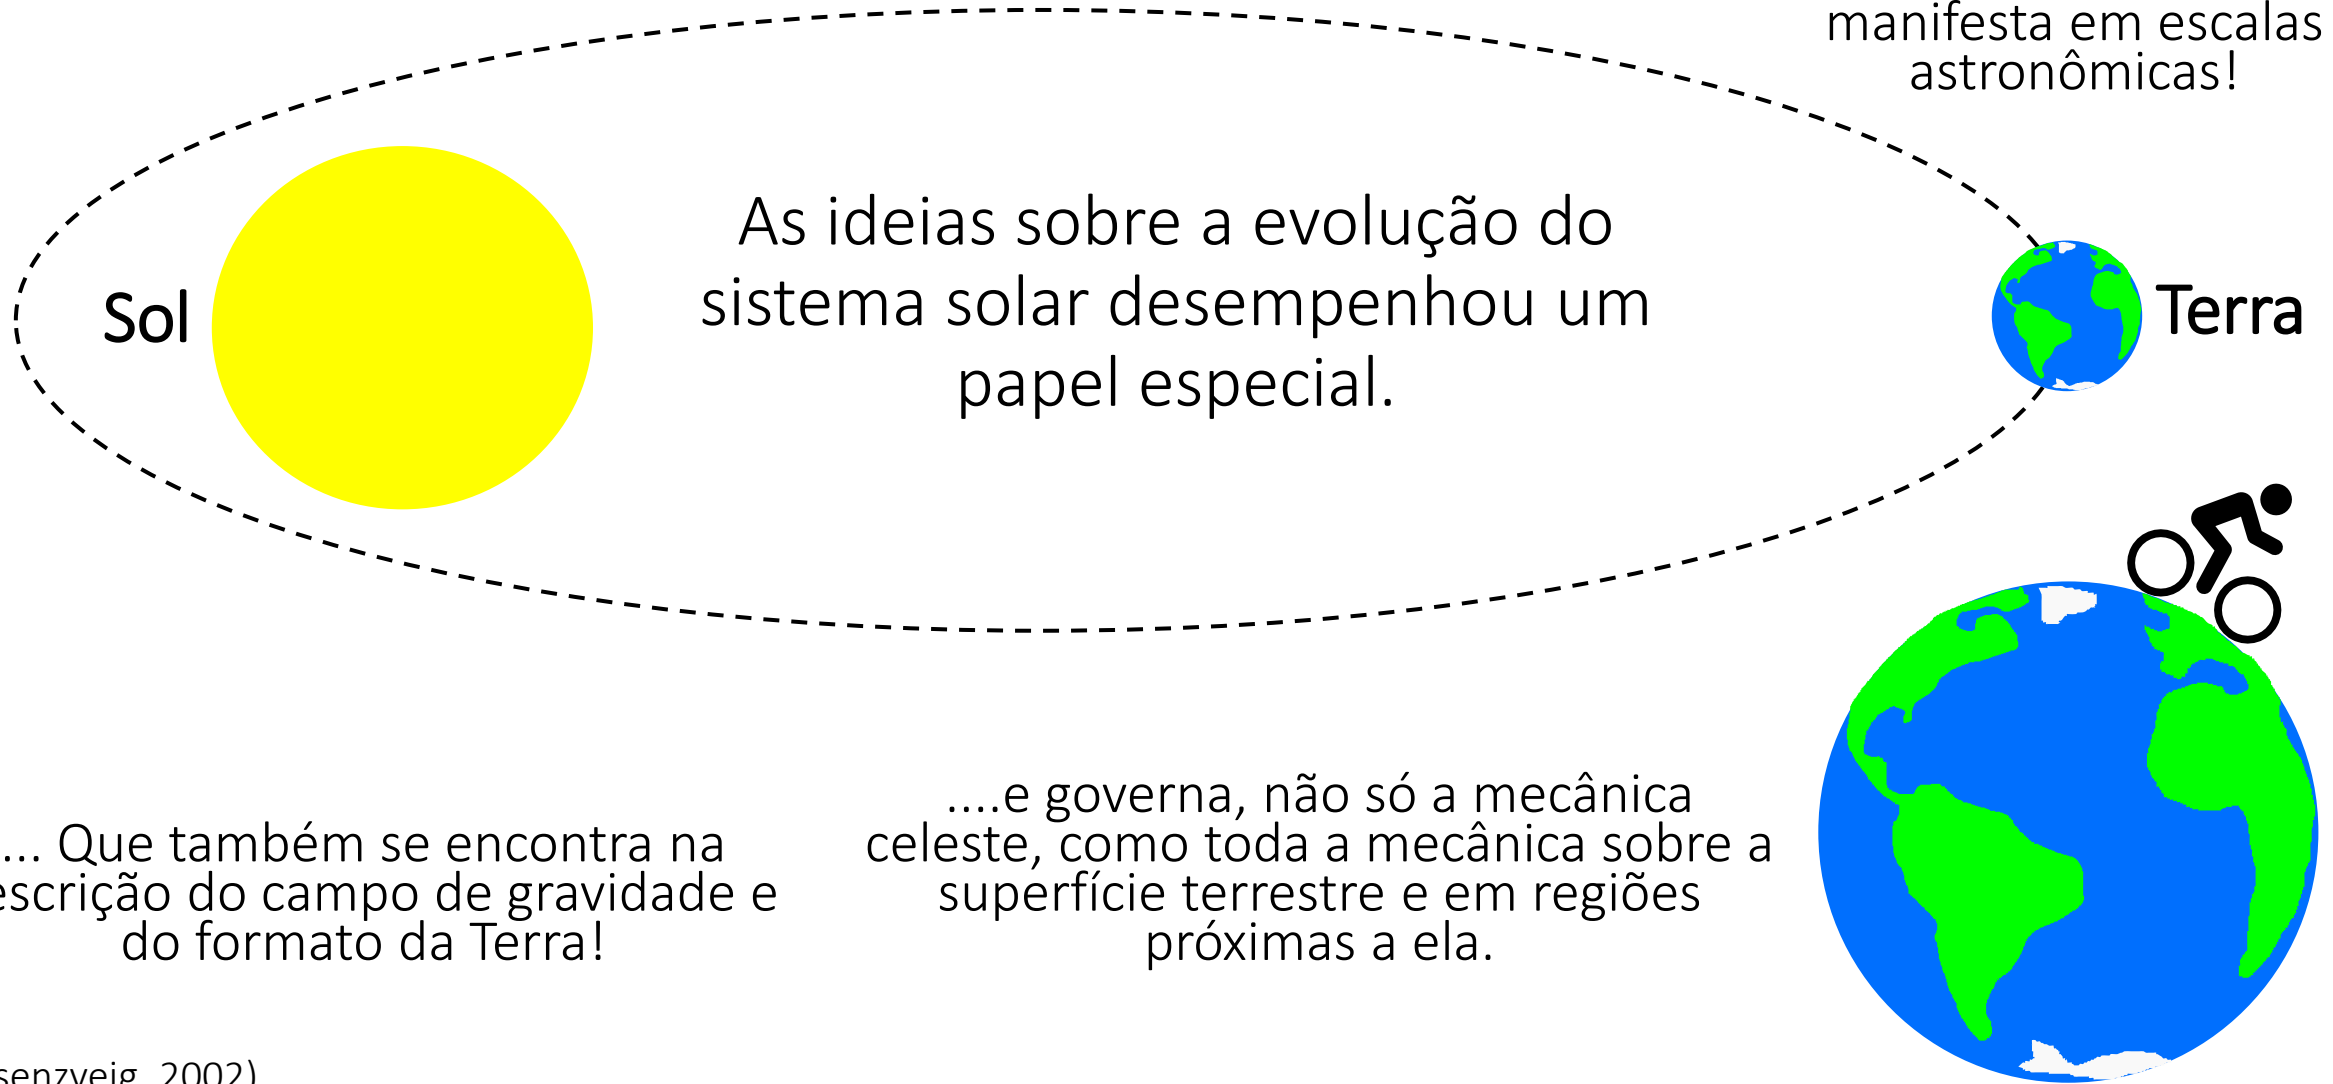 manifesta em escalas
astronômicas!
As ideias sobre a evolução do
sistema solar desempenhou um
papel especial.
Sol
Terra
....e governa, não só a mecânica
celeste, como toda a mecânica sobre a
superfície terrestre e em regiões
próximas a ela.
... Que também se encontra na
escrição do campo de gravidade e
do formato da Terra!
senzveig, 2002)